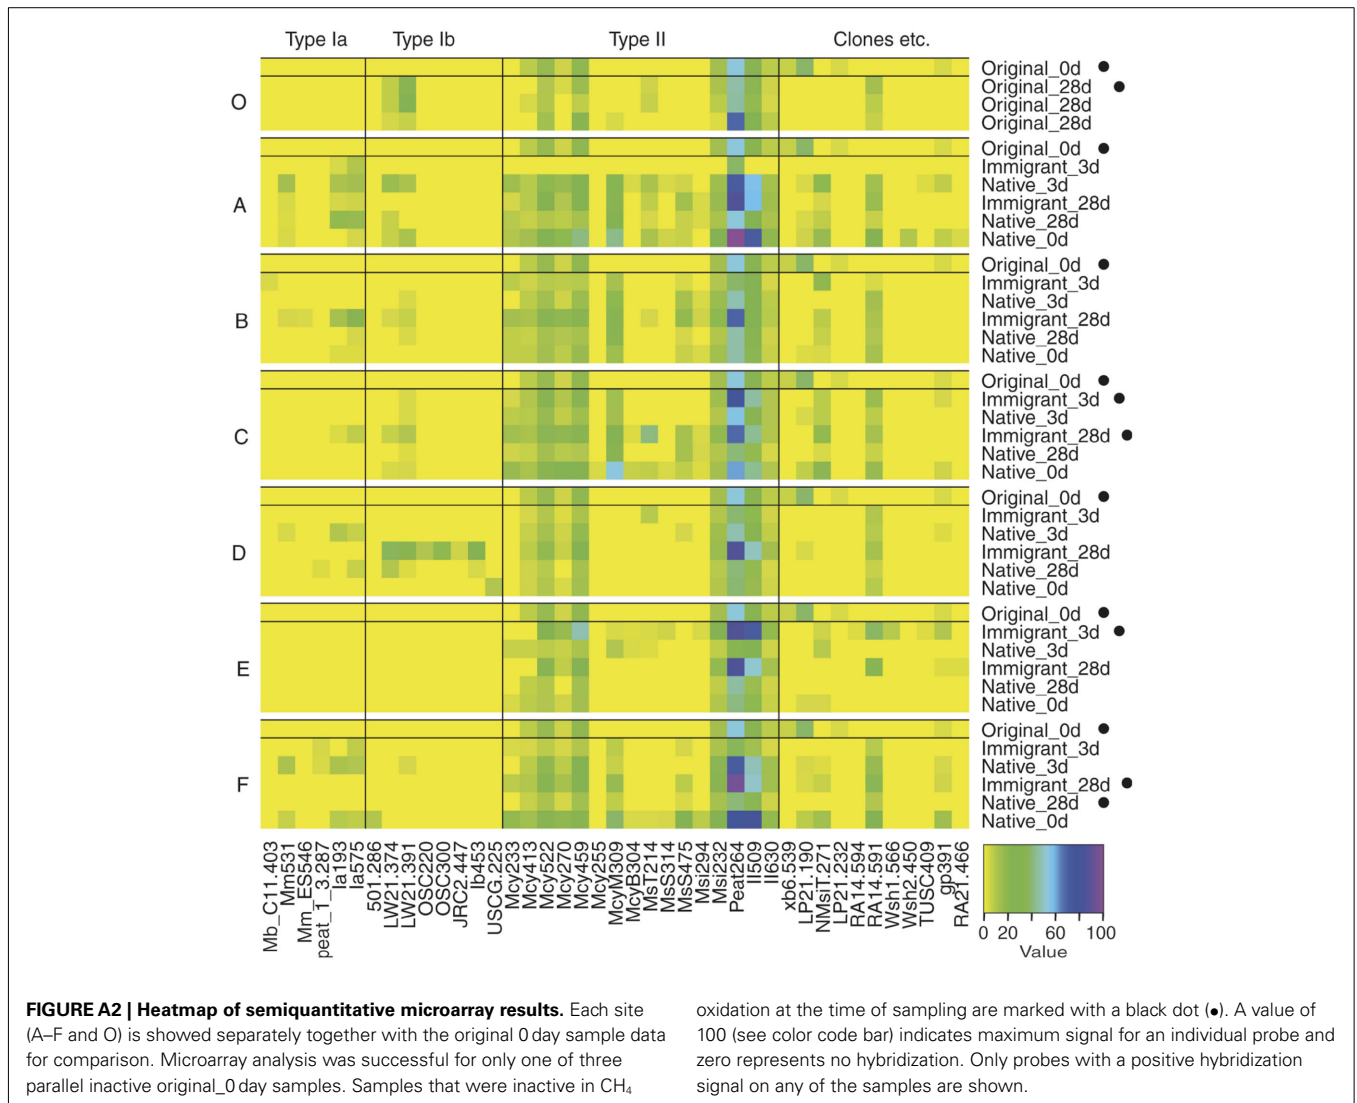 Type Ia Type Ib Type II Clones etc.
Original_0d ●
O
Original_28d ●
Original_28d
Original_28d
Original_0d ●
Immigrant_3d
Native_3d
A
Immigrant_28d
Native_28d
Native_0d
Original_0d ●
Immigrant_3d
Native_3d
B
Immigrant_28d
Native_28d
Native_0d
Original_0d ●
Immigrant_3d ●
Native_3d
C
Immigrant_28d ●
Native_28d
Native_0d
Original_0d ●
Immigrant_3d
Native_3d
D
Immigrant_28d
Native_28d
Native_0d
Original_0d ●
Immigrant_3d ●
Native_3d
E
Immigrant_28d
Native_28d
Native_0d
Original_0d ●
Immigrant_3d
Native_3d
F
Immigrant_28d ●
Native_28d ●
Native_0d
Mb_C11.403
Mm531
Mm_ES546
peat_1_3.287
Ia193
Ia575
501.286
LW21.374
LW21.391
OSC220
OSC300
JRC2.447
Ib453
USCG.225
Mcy233
Mcy413
Mcy522
Mcy270
Mcy459
Mcy255
McyM309
McyB304
MsT214
MsS314
MsS475
Msi294
Msi232
Peat264
II509
II630
xb6.539
LP21.190
LP21.232
NMsiT.271
RA14.594
RA14.591
Wsh1.566
Wsh2.450
TUSC409
gp391
RA21.466
0 20 60 100
Value
FIGURE A2 | Heatmap of semiquantitative microarray results. Each site
(A–F and O) is showed separately together with the original 0 day sample data
for comparison. Microarray analysis was successful for only one of three
parallel inactive original_0 day samples. Samples that were inactive in CH₄
oxidation at the time of sampling are marked with a black dot (●). A value of
100 (see color code bar) indicates maximum signal for an individual probe and
zero represents no hybridization. Only probes with a positive hybridization
signal on any of the samples are shown.